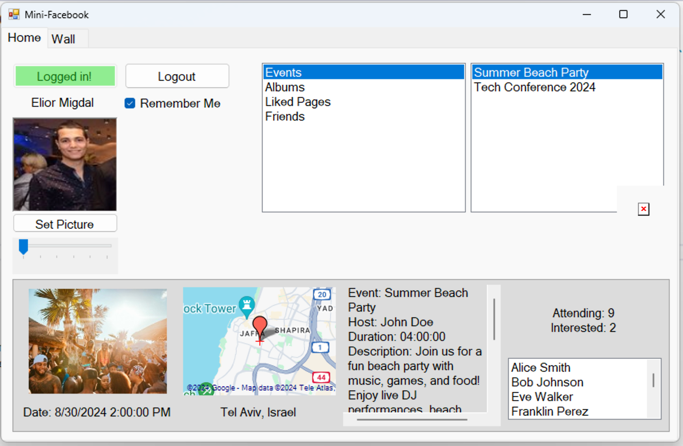 Mini-Facebook
Home Wall
Logged in!
Logout
Elior Migdal
Remember Me
Set Picture
Events
Albums
Liked Pages
Friends
Summer Beach Party
Tech Conference 2024
Date: 8/30/2024 2:00:00 PM
ock Tower
JAFFA
SHAPIRA
YAD
20
1
44
©2024 Google - Map data ©2024 Tele Atlas,
Tel Aviv, Israel
Event: Summer Beach
Party
Host: John Doe
Duration: 04:00:00
Description: Join us for a
fun beach party with
music, games, and food!
Enjoy live DJ
performances, beach
Attending: 9
Interested: 2
Alice Smith
Bob Johnson
Eve Walker
Franklin Perez